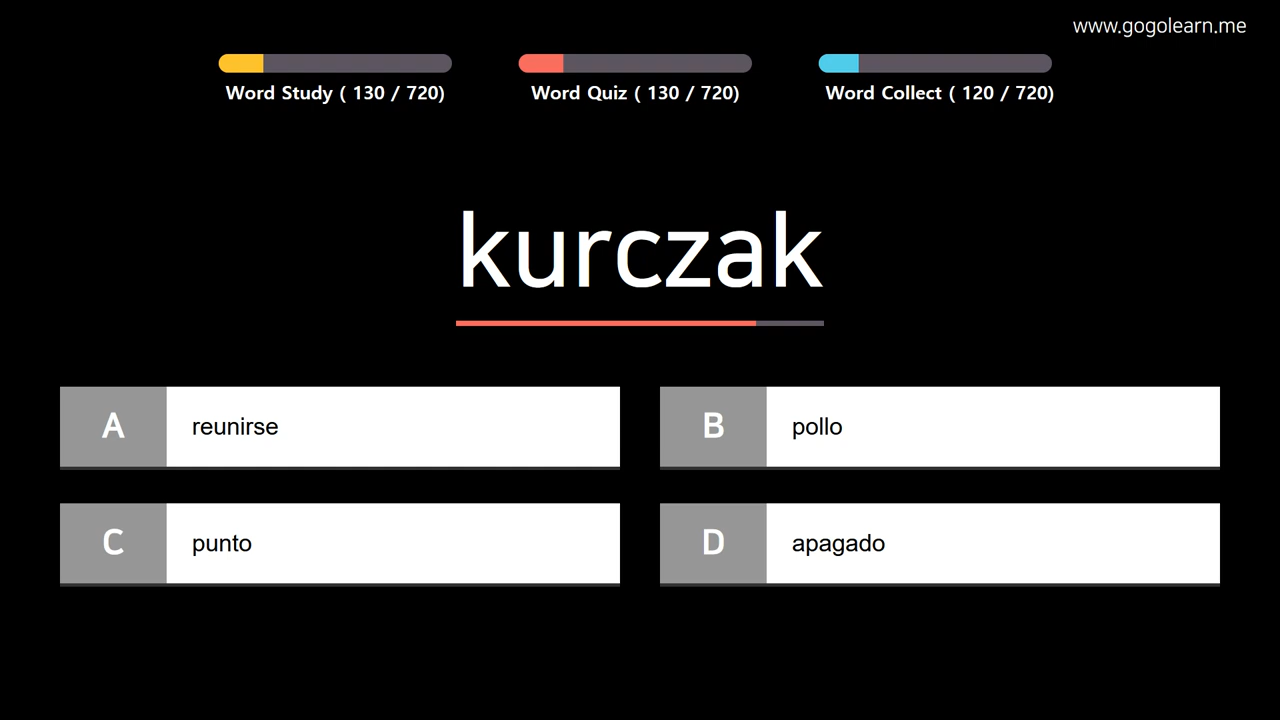 www.gogolearn.me
Word Study ( 130 / 720)
Word Quiz ( 130 / 720)
Word Collect ( 120 / 720)
kurczak
A reunirse
B pollo
C punto
D apagado